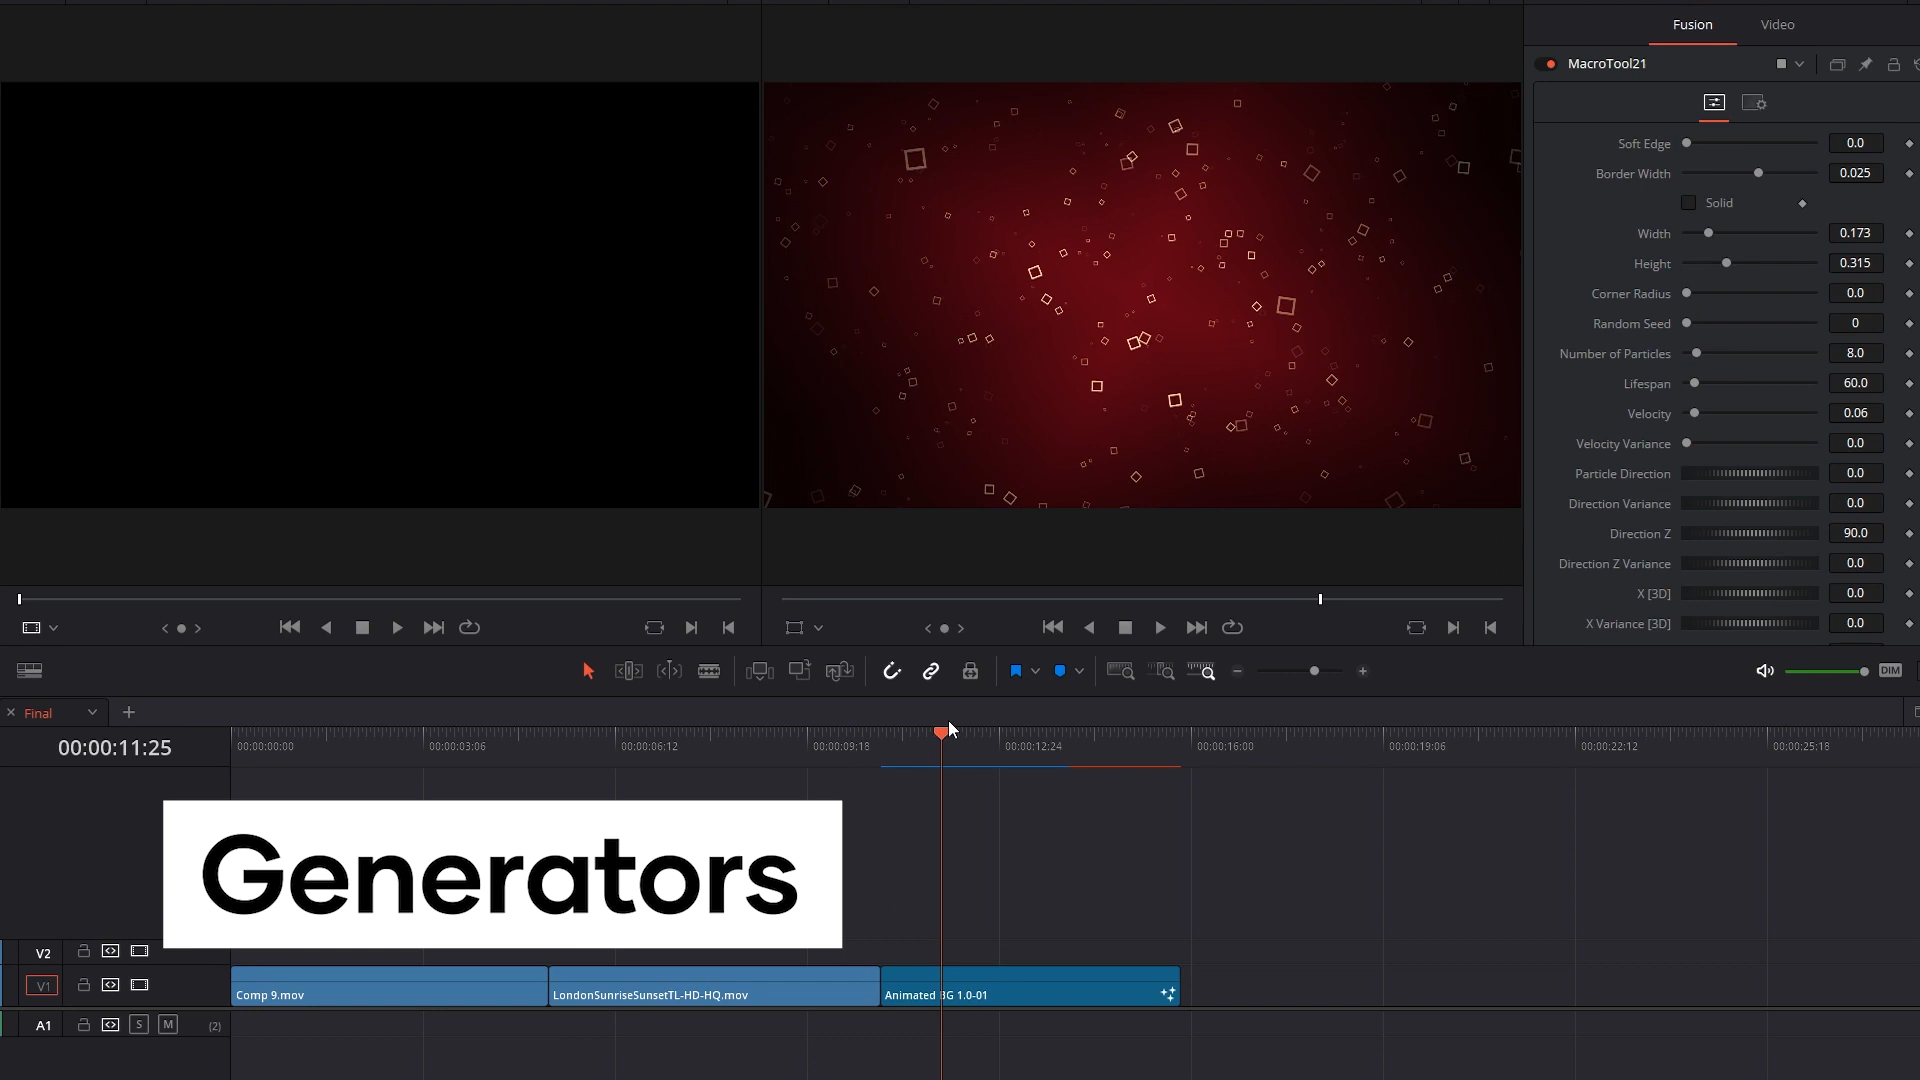 Fusion Video
MacroTool21
Soft Edge 0.0
Border Width 0.025
Solid
Width 0.173
Height 0.315
Corner Radius 0.0
Random Seed 0
Number of Particles 8.0
Lifespan 60.0
Velocity 0.06
Velocity Variance 0.0
Particle Direction 0.0
Direction Variance 0.0
Direction Z 90.0
Direction Z Variance 0.0
X [3D] 0.0
X Variance [3D] 0.0
DIM
Final
00:00:11:25
00:00:00:00 00:00:03:06 00:00:06:12 00:00:09:18 00:00:12:24 00:00:16:00 00:00:19:06 00:00:22:12 00:00:25:18
Generators
V2
V1
Comp 9.mov LondonSunriseSunsetTL-HD-HQ.mov Animated BG 1.0-01
A1 S M (2)